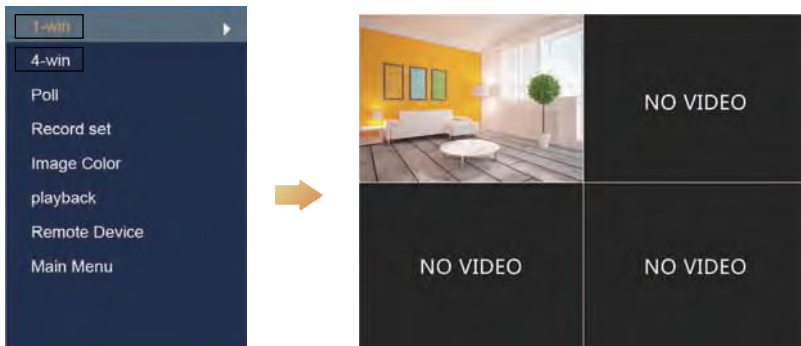 1-win
4-win
Poll
Record set
Image Color
playback
Remote Device
Main Menu
NO VIDEO
NO VIDEO
NO VIDEO